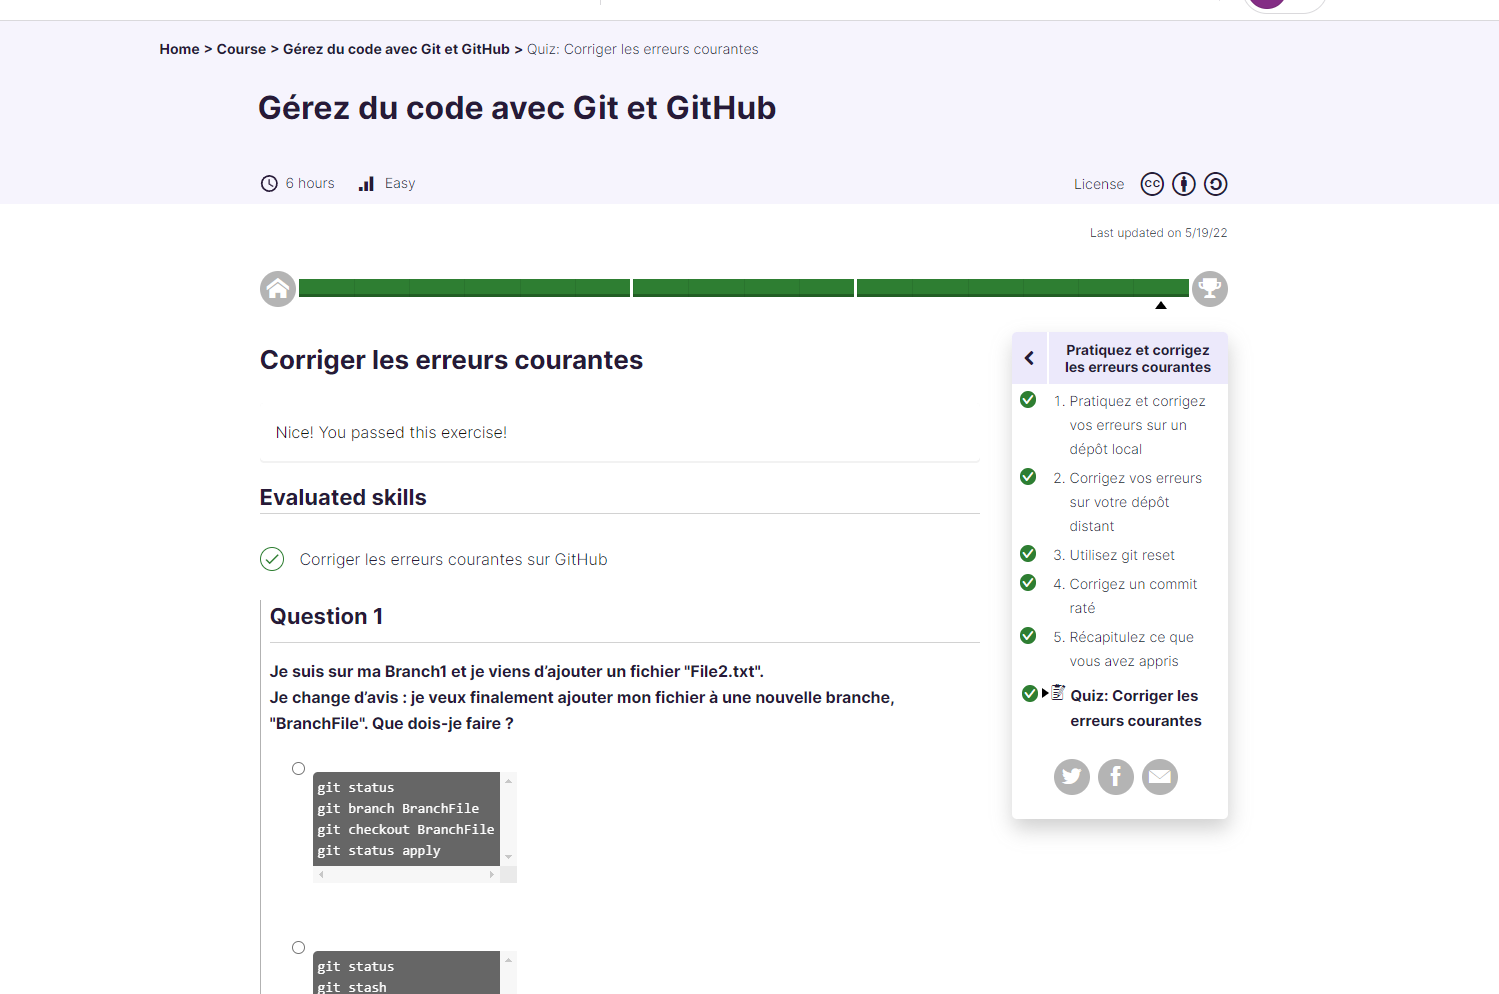 Home > Course > Gérez du code avec Git et GitHub > Quiz: Corriger les erreurs courantes
Gérez du code avec Git et GitHub
6 hours
Easy
License
Last updated on 5/19/22
Corriger les erreurs courantes
Nice! You passed this exercise!
Evaluated skills
Corriger les erreurs courantes sur GitHub
Question 1
Je suis sur ma Branch1 et je viens d’ajouter un fichier "File2.txt".
Je change d’avis : je veux finalement ajouter mon fichier à une nouvelle branche,
"BranchFile". Que dois-je faire ?
git status
git branch BranchFile
git checkout BranchFile
git status apply
git status
git stash
Pratiquez et corrigez
les erreurs courantes
1. Pratiquez et corrigez
vos erreurs sur un
dépôt local
2. Corrigez vos erreurs
sur votre dépôt
distant
3. Utilisez git reset
4. Corrigez un commit
raté
5. Récapitulez ce que
vous avez appris
Quiz: Corriger les
erreurs courantes